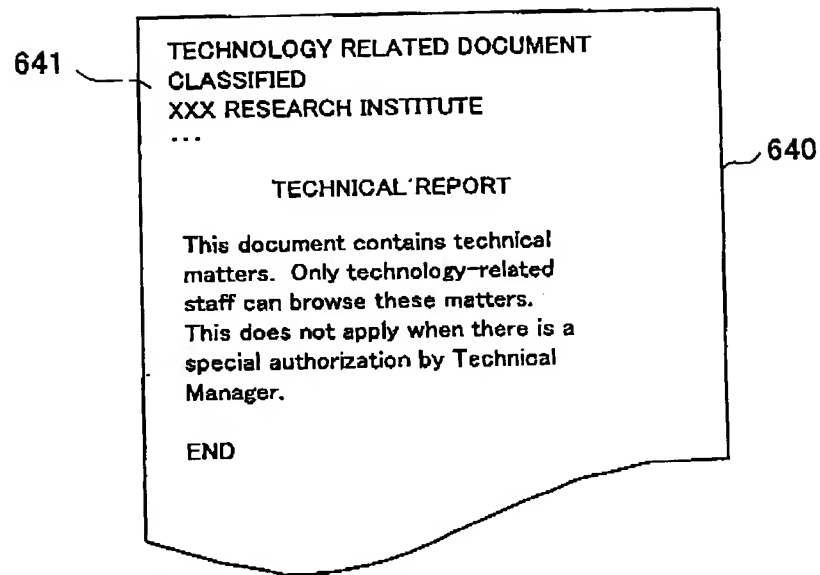 641
TECHNOLOGY RELATED DOCUMENT
CLASSIFIED
XXX RESEARCH INSTITUTE
...
640
TECHNICAL REPORT
This document contains technical
matters. Only technology-related
staff can browse these matters.
This does not apply when there is a
special authorization by Technical
Manager.
END